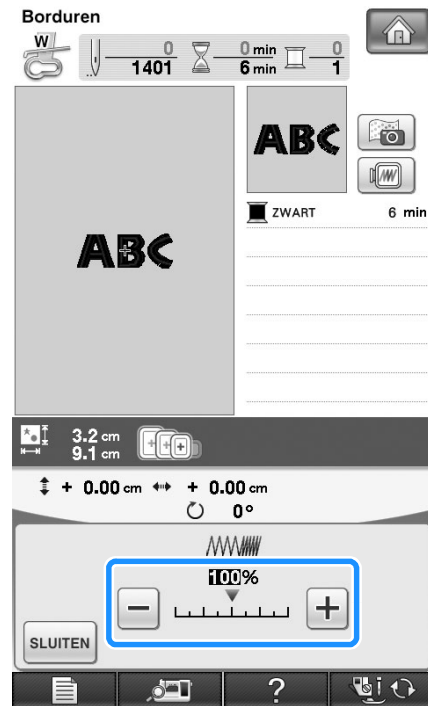 Borduren
W
0 0 min 0
1401 6 min 1
ABC
ABC
ZWART 6 min
3.2 cm
9.1 cm
+ 0.00 cm + 0.00 cm
0°
100%
− +
SLUITEN
?